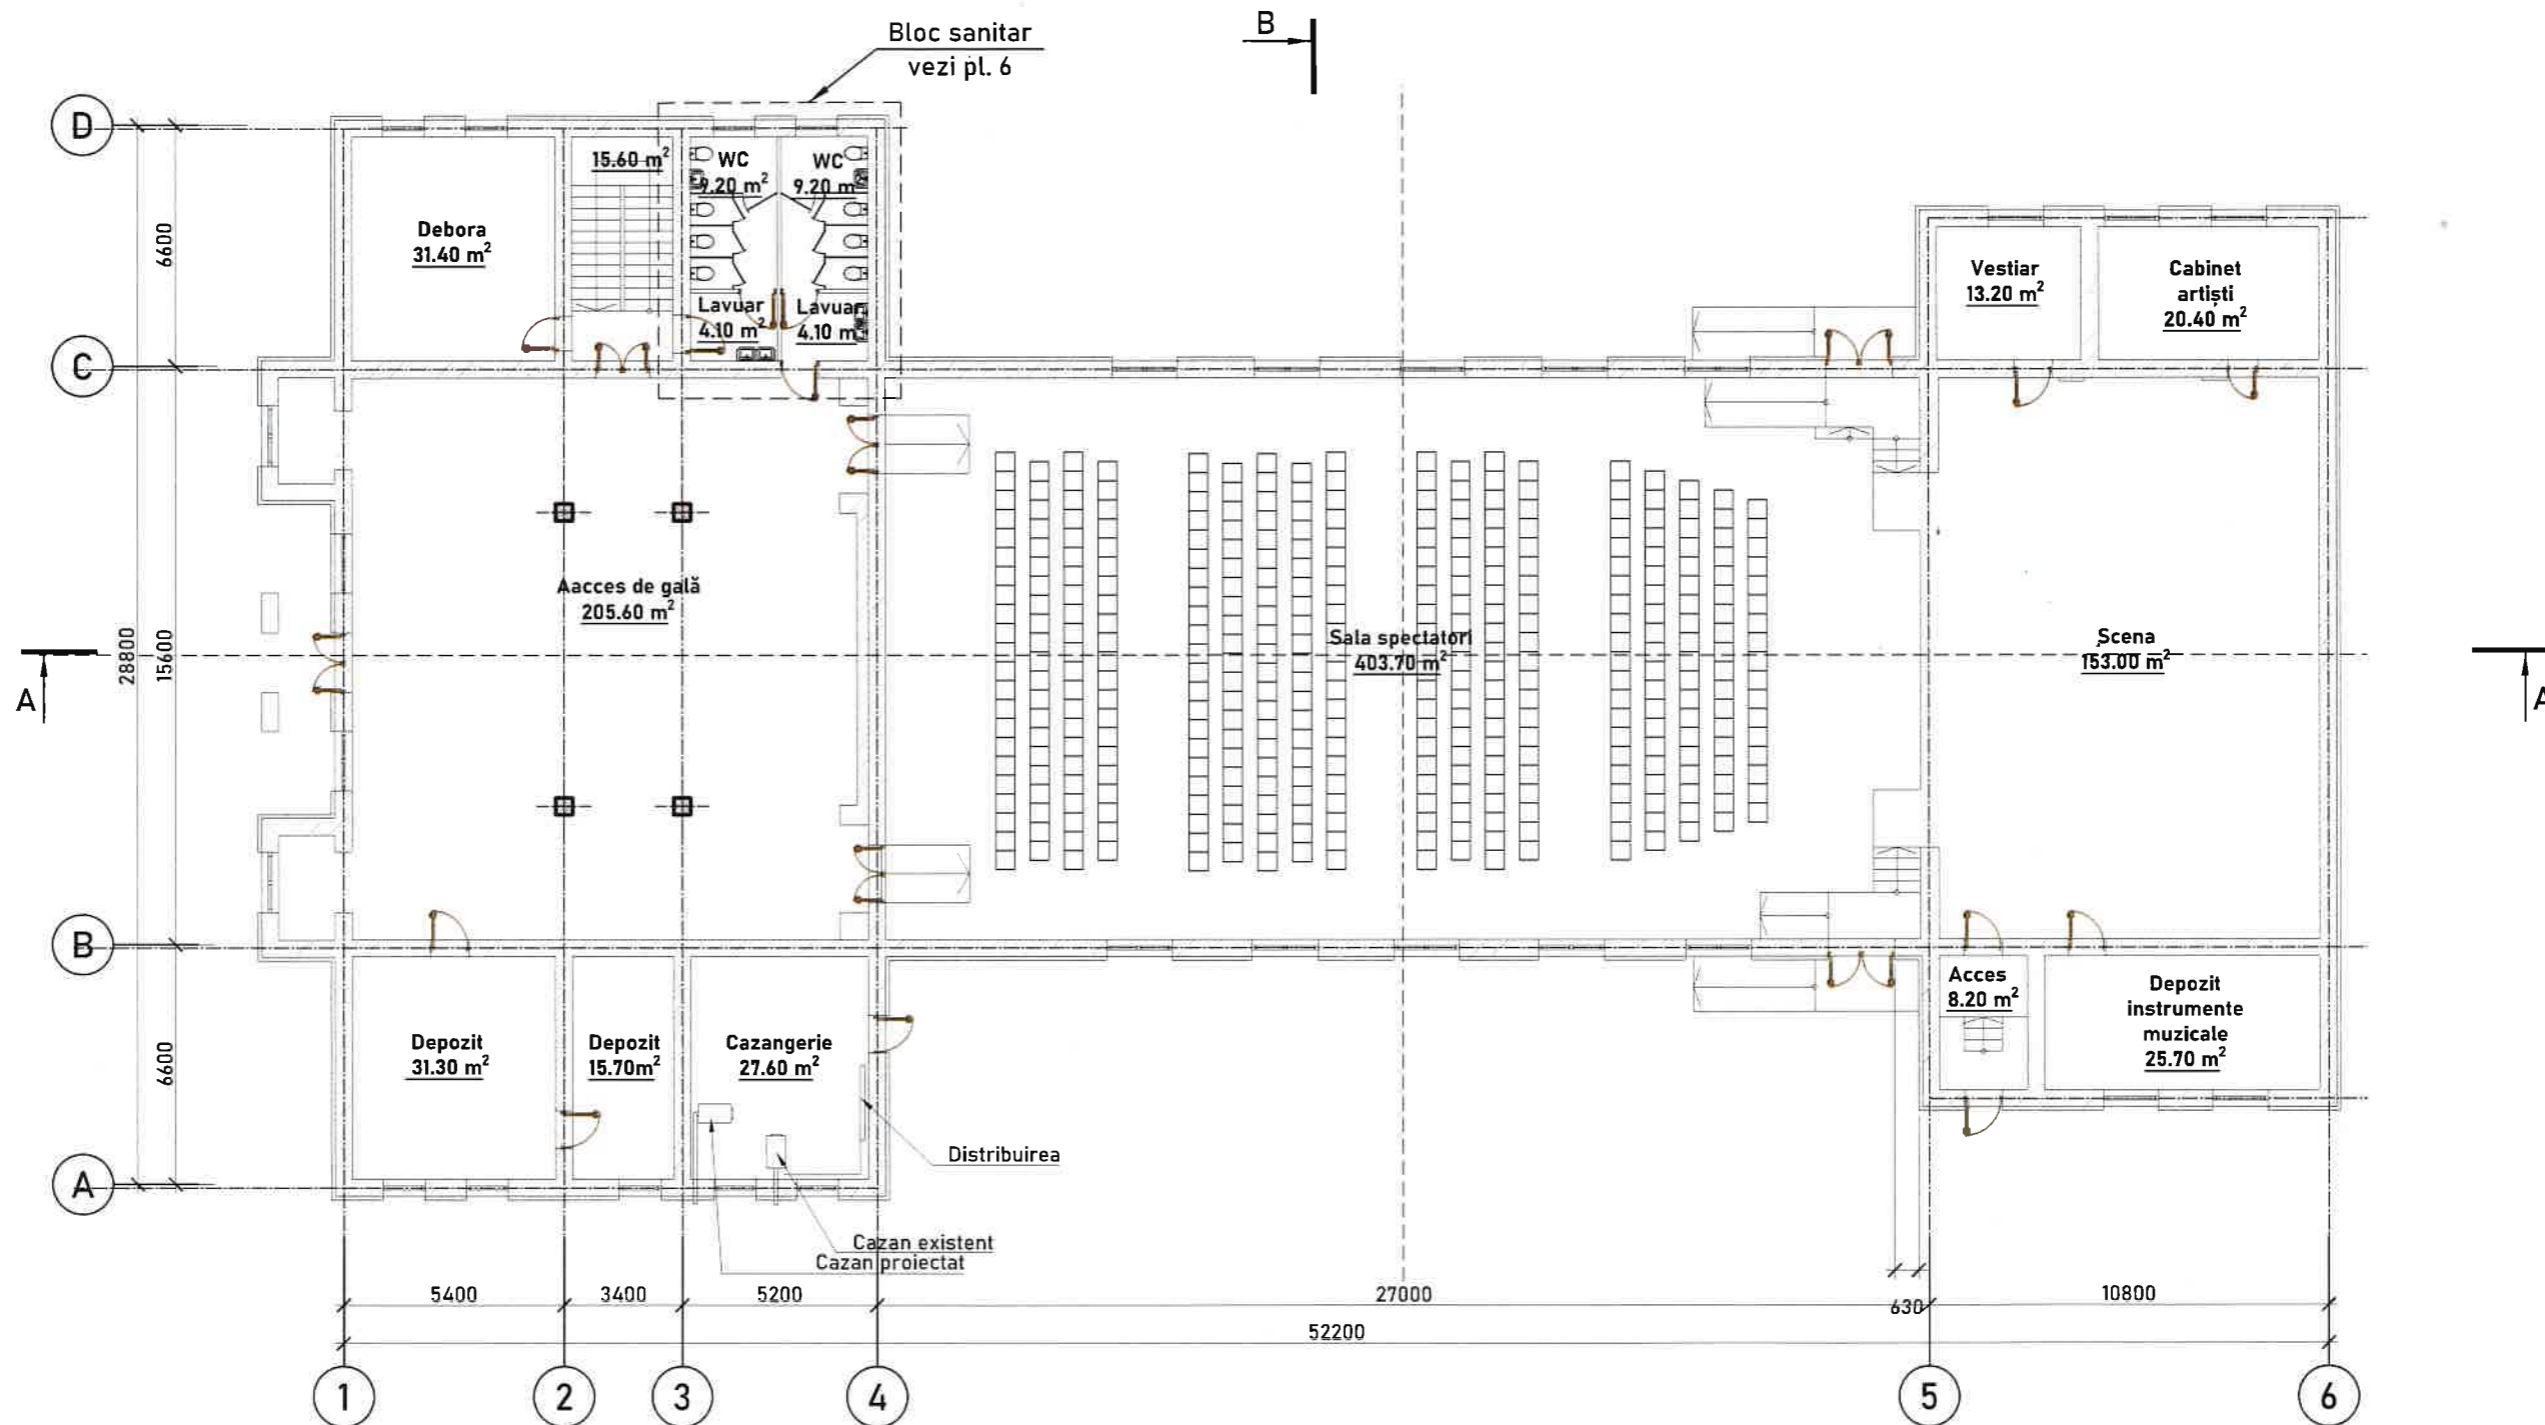 Bloc sanitar
vezi pl. 6
B
D
C
B
A
6600
15600
6600
28800
A
A
Debora
31.40 m²
15.60 m²
WC
9.20 m²
WC
9.20 m
Lavuar
4.10 m²
Lavuar
4.10 m
Vestiar
13.20 m²
Cabinet
artiști
20.40 m²
Aacces de gală
205.60 m²
Sala spectatori
403.70 m²
Scena
153.00 m²
Acces
8.20 m²
Depozit
instrumente
muzicale
25.70 m²
Depozit
31.30 m²
Depozit
15.70m²
Cazangerie
27.60 m²
Distribuirea
Cazan existent
Cazan proiectat
5400
3400
5200
27000
630
10800
52200
1
2
3
4
5
6